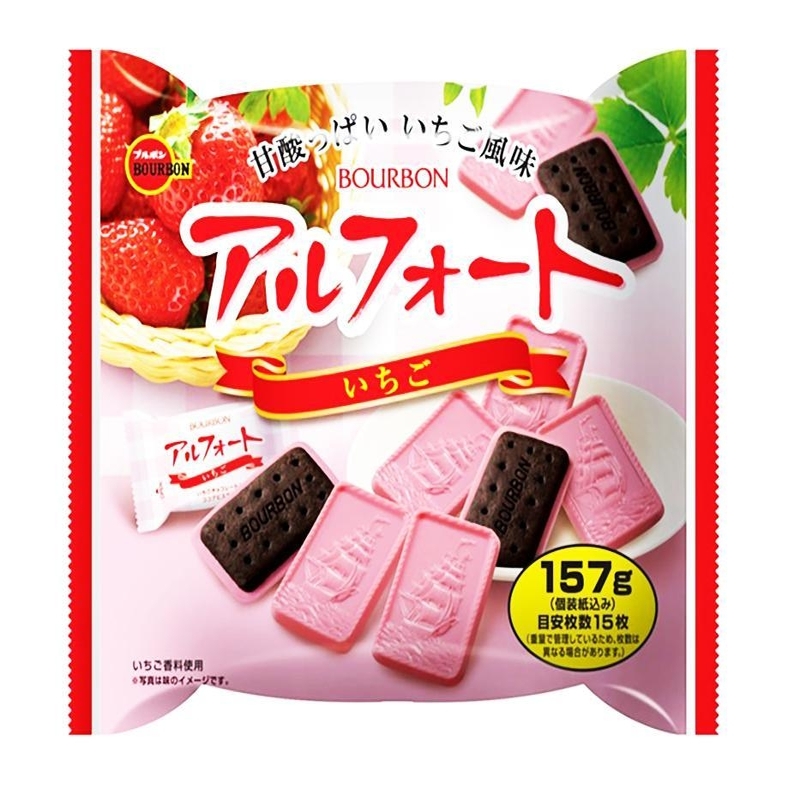 甘酸っぱい いちご風味
ブルボン
BOURBON
BOURBON
アルフォート
いちご
BOURBON
BOURBON
アルフォート
いちご
BOURBON
BOURBON
157g
(個装紙込み)
目安枚数15枚
(重量で管理しているため、枚数は
異なる場合があります。)
いちご香料使用
※写真は味のイメージです。